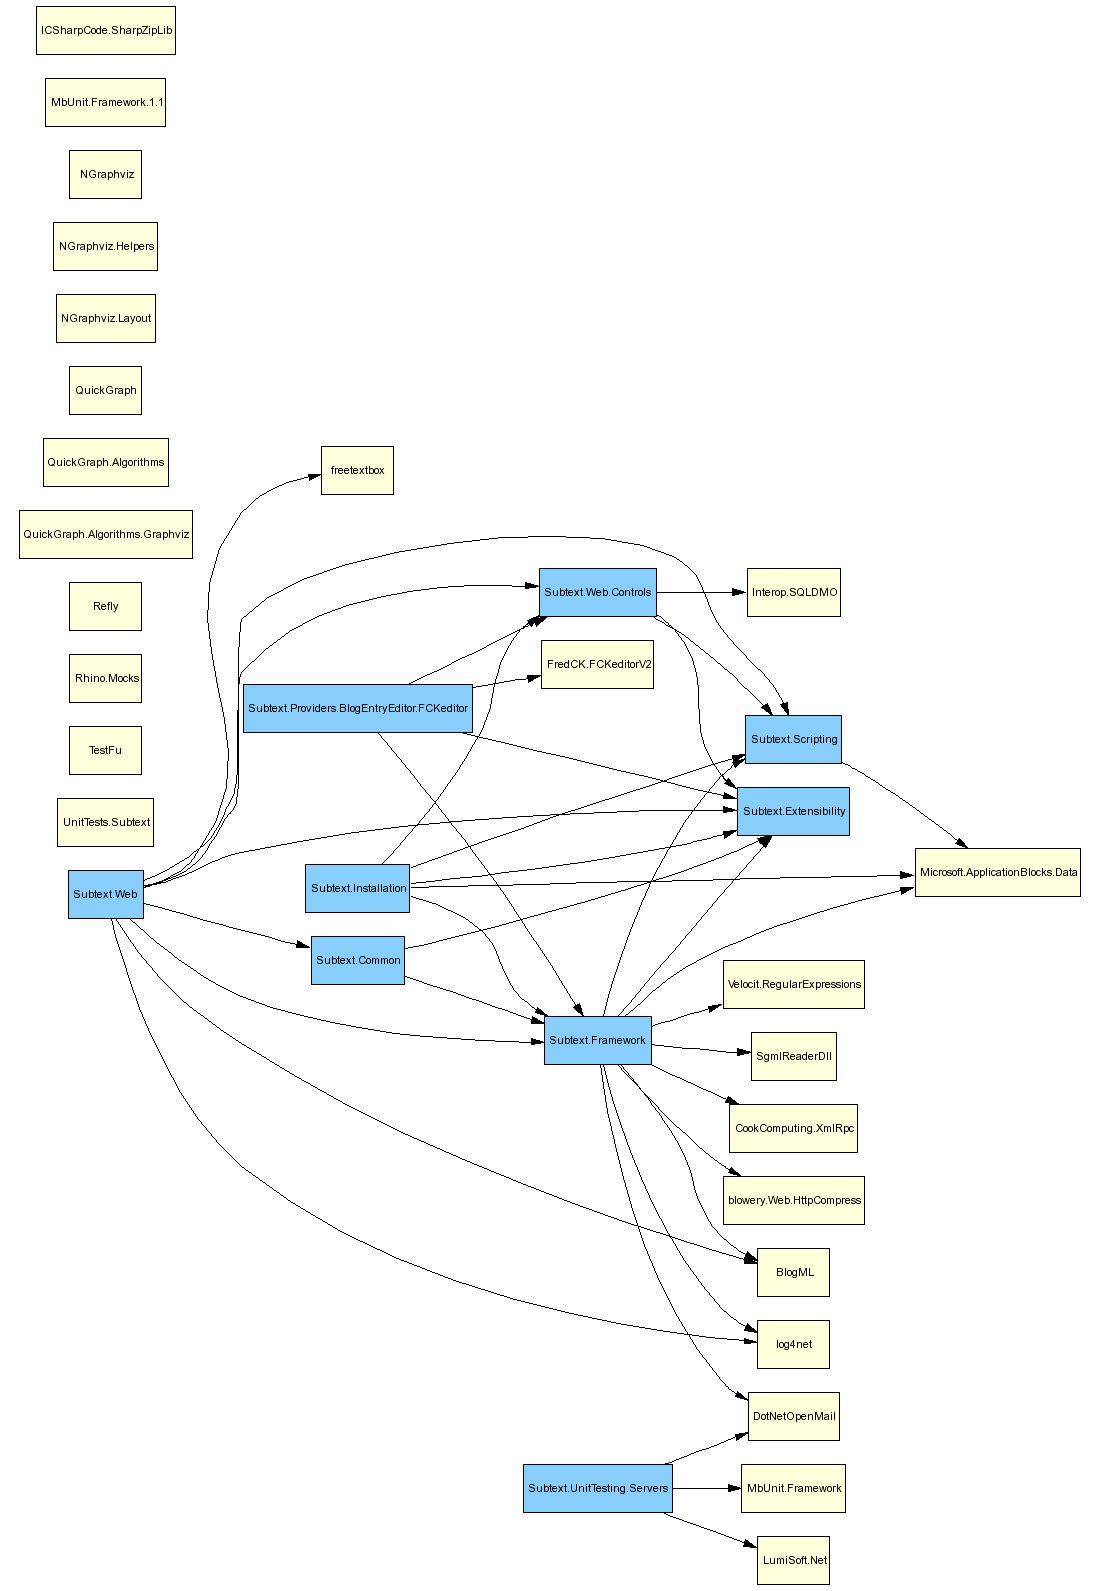 ICSharpCode.SharpZipLib
MbUnit.Framework.1.1
NGraphviz
NGraphviz.Helpers
NGraphviz.Layout
QuickGraph
QuickGraph.Algorithms
freetextbox
QuickGraph.Algorithms.Graphviz
Subtext.Web.Controls
Interop.SQLDMO
Refly
FredCK.FCKeditorV2
Rhino.Mocks
Subtext.Providers.BlogEntryEditor.FCKeditor
Subtext.Scripting
TestFu
Subtext.Extensibility
UnitTests.Subtext
Microsoft.ApplicationBlocks.Data
Subtext.Web
Subtext.Installation
Subtext.Common
Velocit.RegularExpressions
Subtext.Framework
SgmlReaderDll
CookComputing.XmlRpc
blowery.Web.HttpCompress
BlogML
log4net
DotNetOpenMail
Subtext.UnitTesting.Servers
MbUnit.Framework
LumiSoft.Net